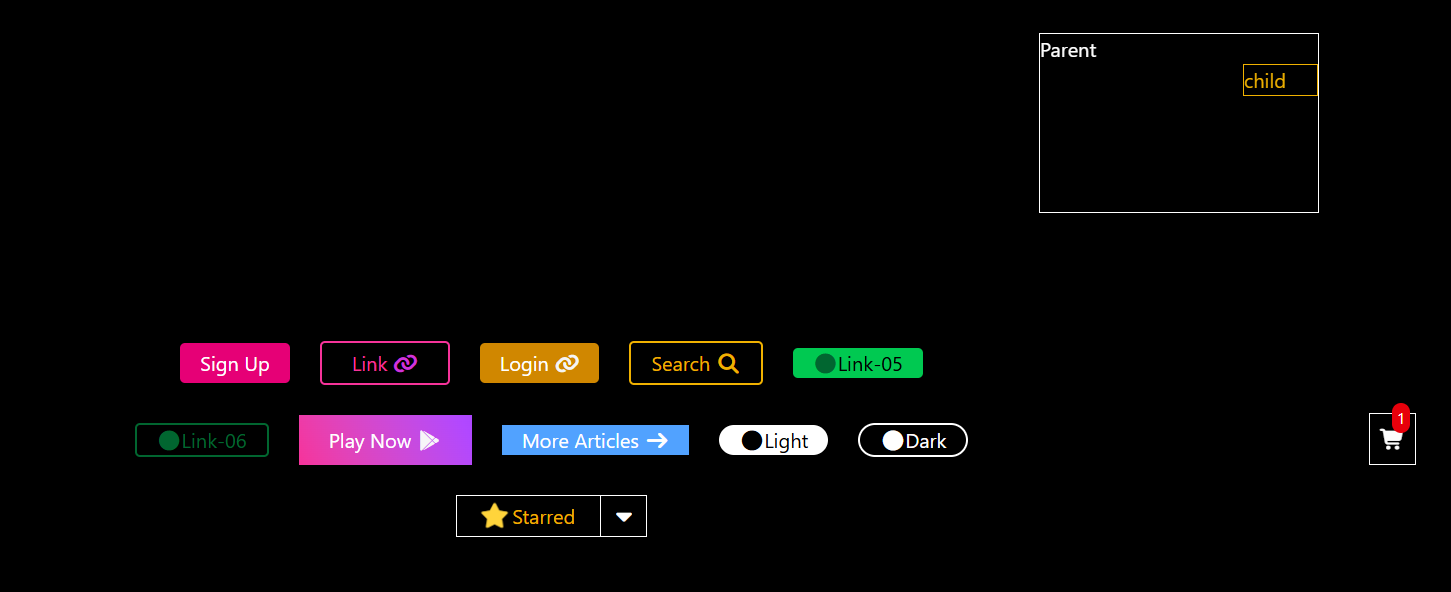 Parent
child
Sign Up
Link
Login
Search
Link-05
Link-06
Play Now
More Articles
Light
Dark
1
Starred